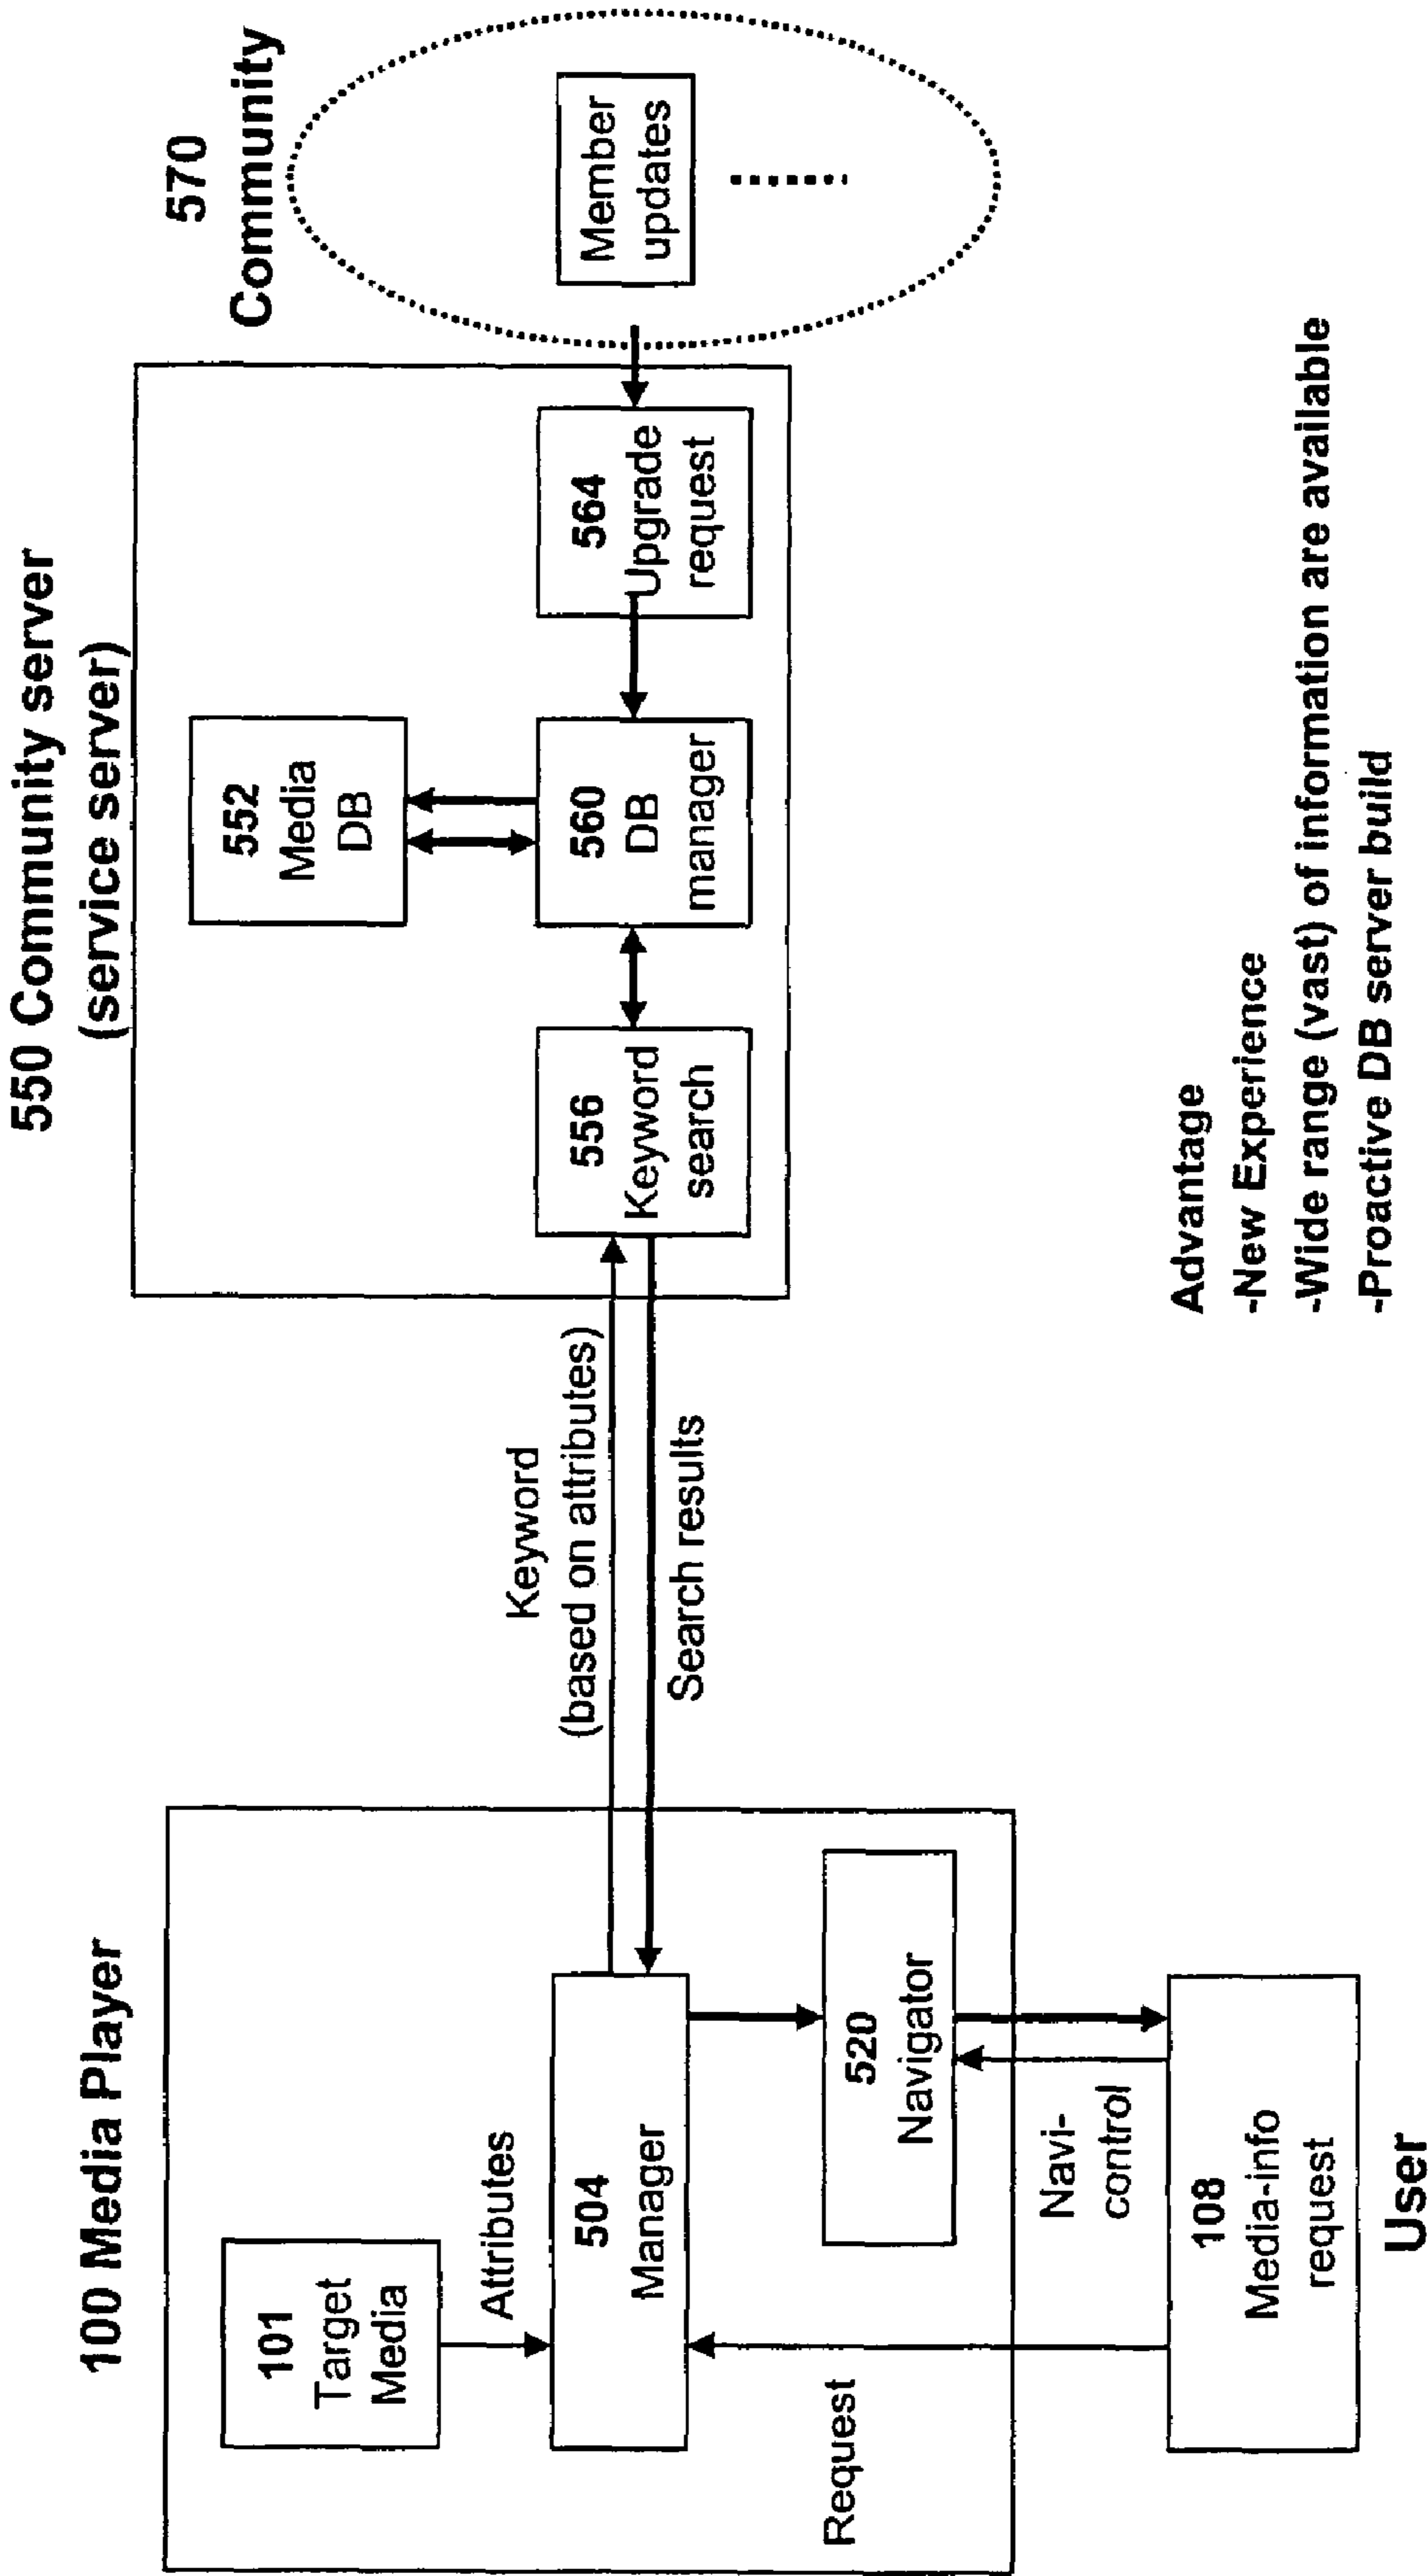 100 Media Player
101
Target
Media
Attributes
504
Manager
520
Navigator
Request
Navi-
control
108
Media-info
request
User
Keyword
(based on attributes)
Search results
550 Community server
(service server)
552
Media
DB
556
Keyword
search
560
DB
manager
564
Upgrade
request
570
Community
Member
updates
Advantage
-New Experience
-Wide range (vast) of information are available
-Proactive DB server build